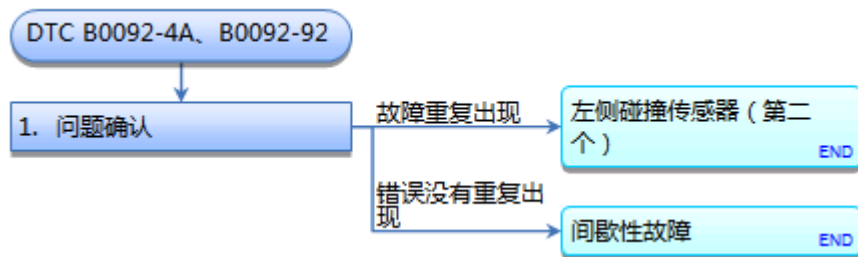 DTC B0092-4A、B0092-92
1. 问题确认
故障重复出现
左侧碰撞传感器（第二
个）
END
错误没有重复出
现
间歇性故障
END